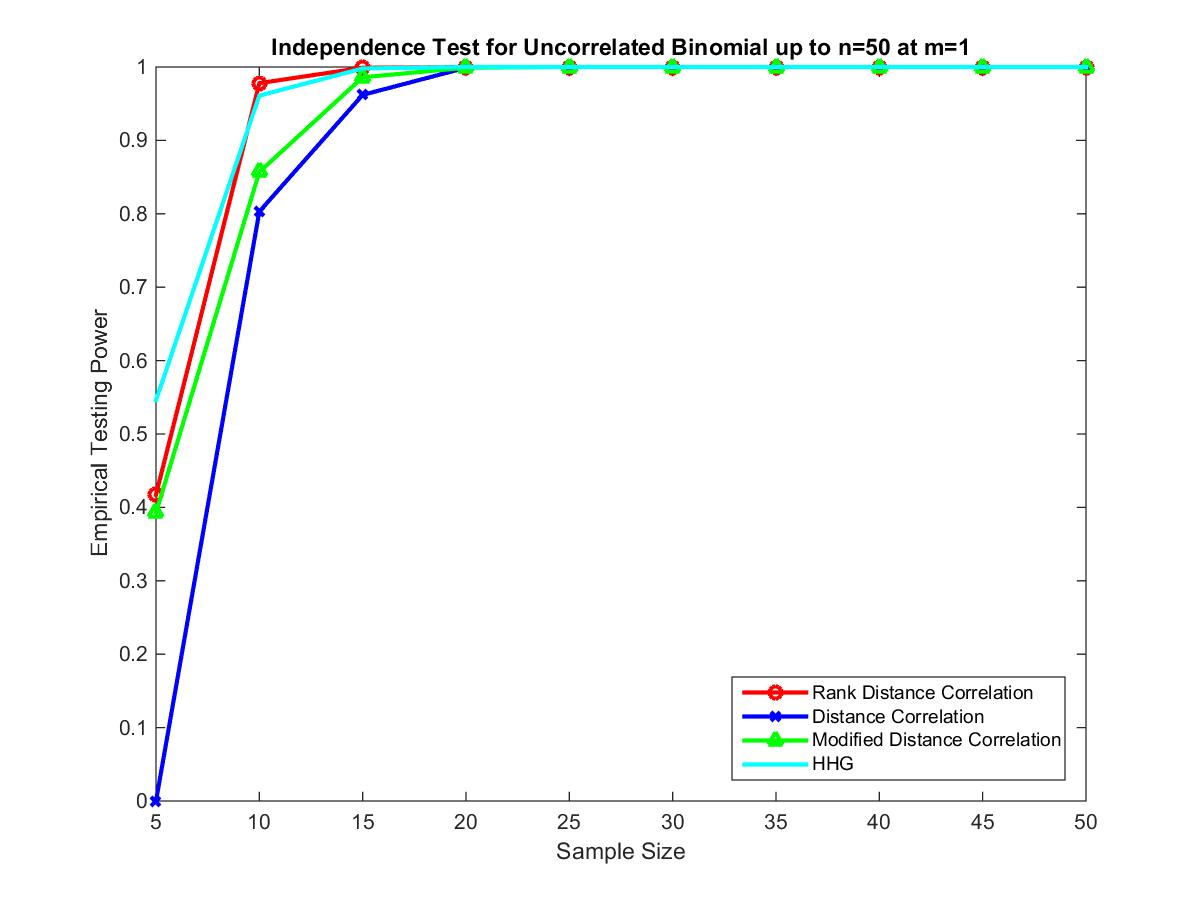 Independence Test for Uncorrelated Binomial up to n=50 at m=1
1
0.9
0.8
0.7
0.6
0.5
0.4
0.3
0.2
0.1
0
Empirical Testing Power
5 10 15 20 25 30 35 40 45 50
Sample Size
Rank Distance Correlation
Distance Correlation
Modified Distance Correlation
HHG